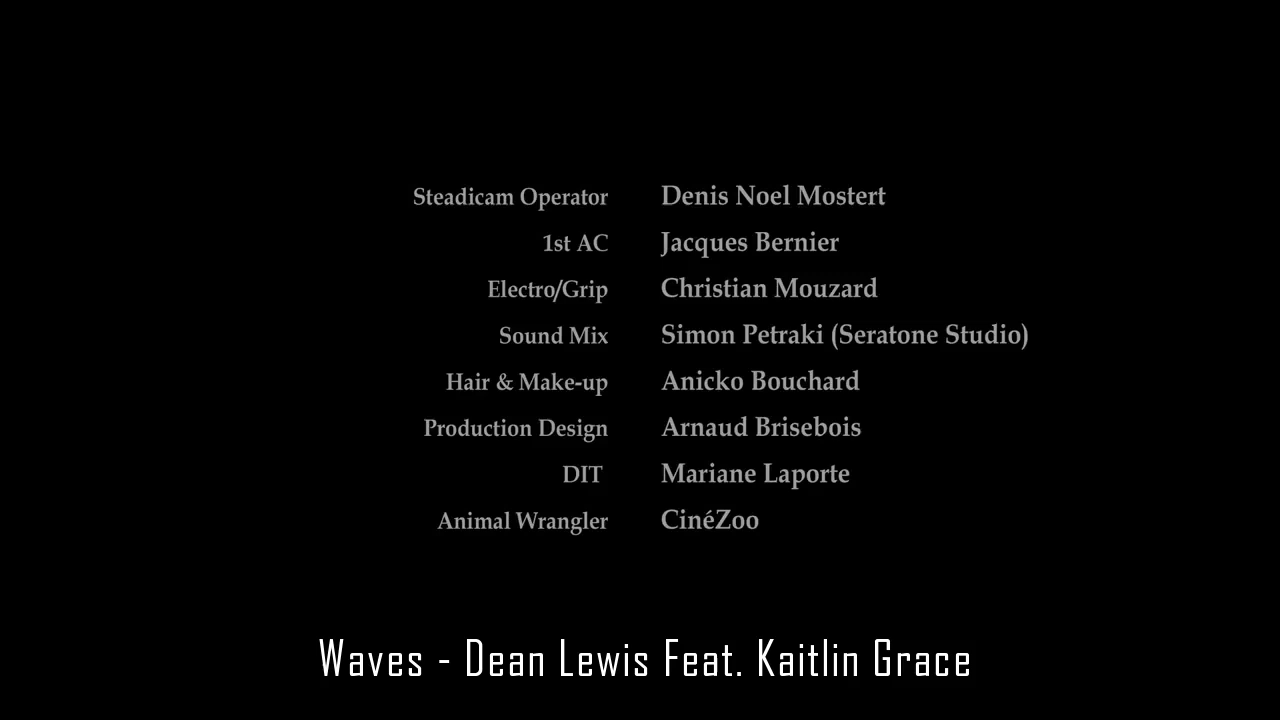 Steadicam Operator Denis Noel Mostert
1st AC Jacques Bernier
Electro/Grip Christian Mouzard
Sound Mix Simon Petraki (Seratone Studio)
Hair & Make-up Anicko Bouchard
Production Design Arnaud Brisebois
DIT Mariane Laporte
Animal Wrangler CinéZoo
Waves - Dean Lewis Feat. Kaitlin Grace